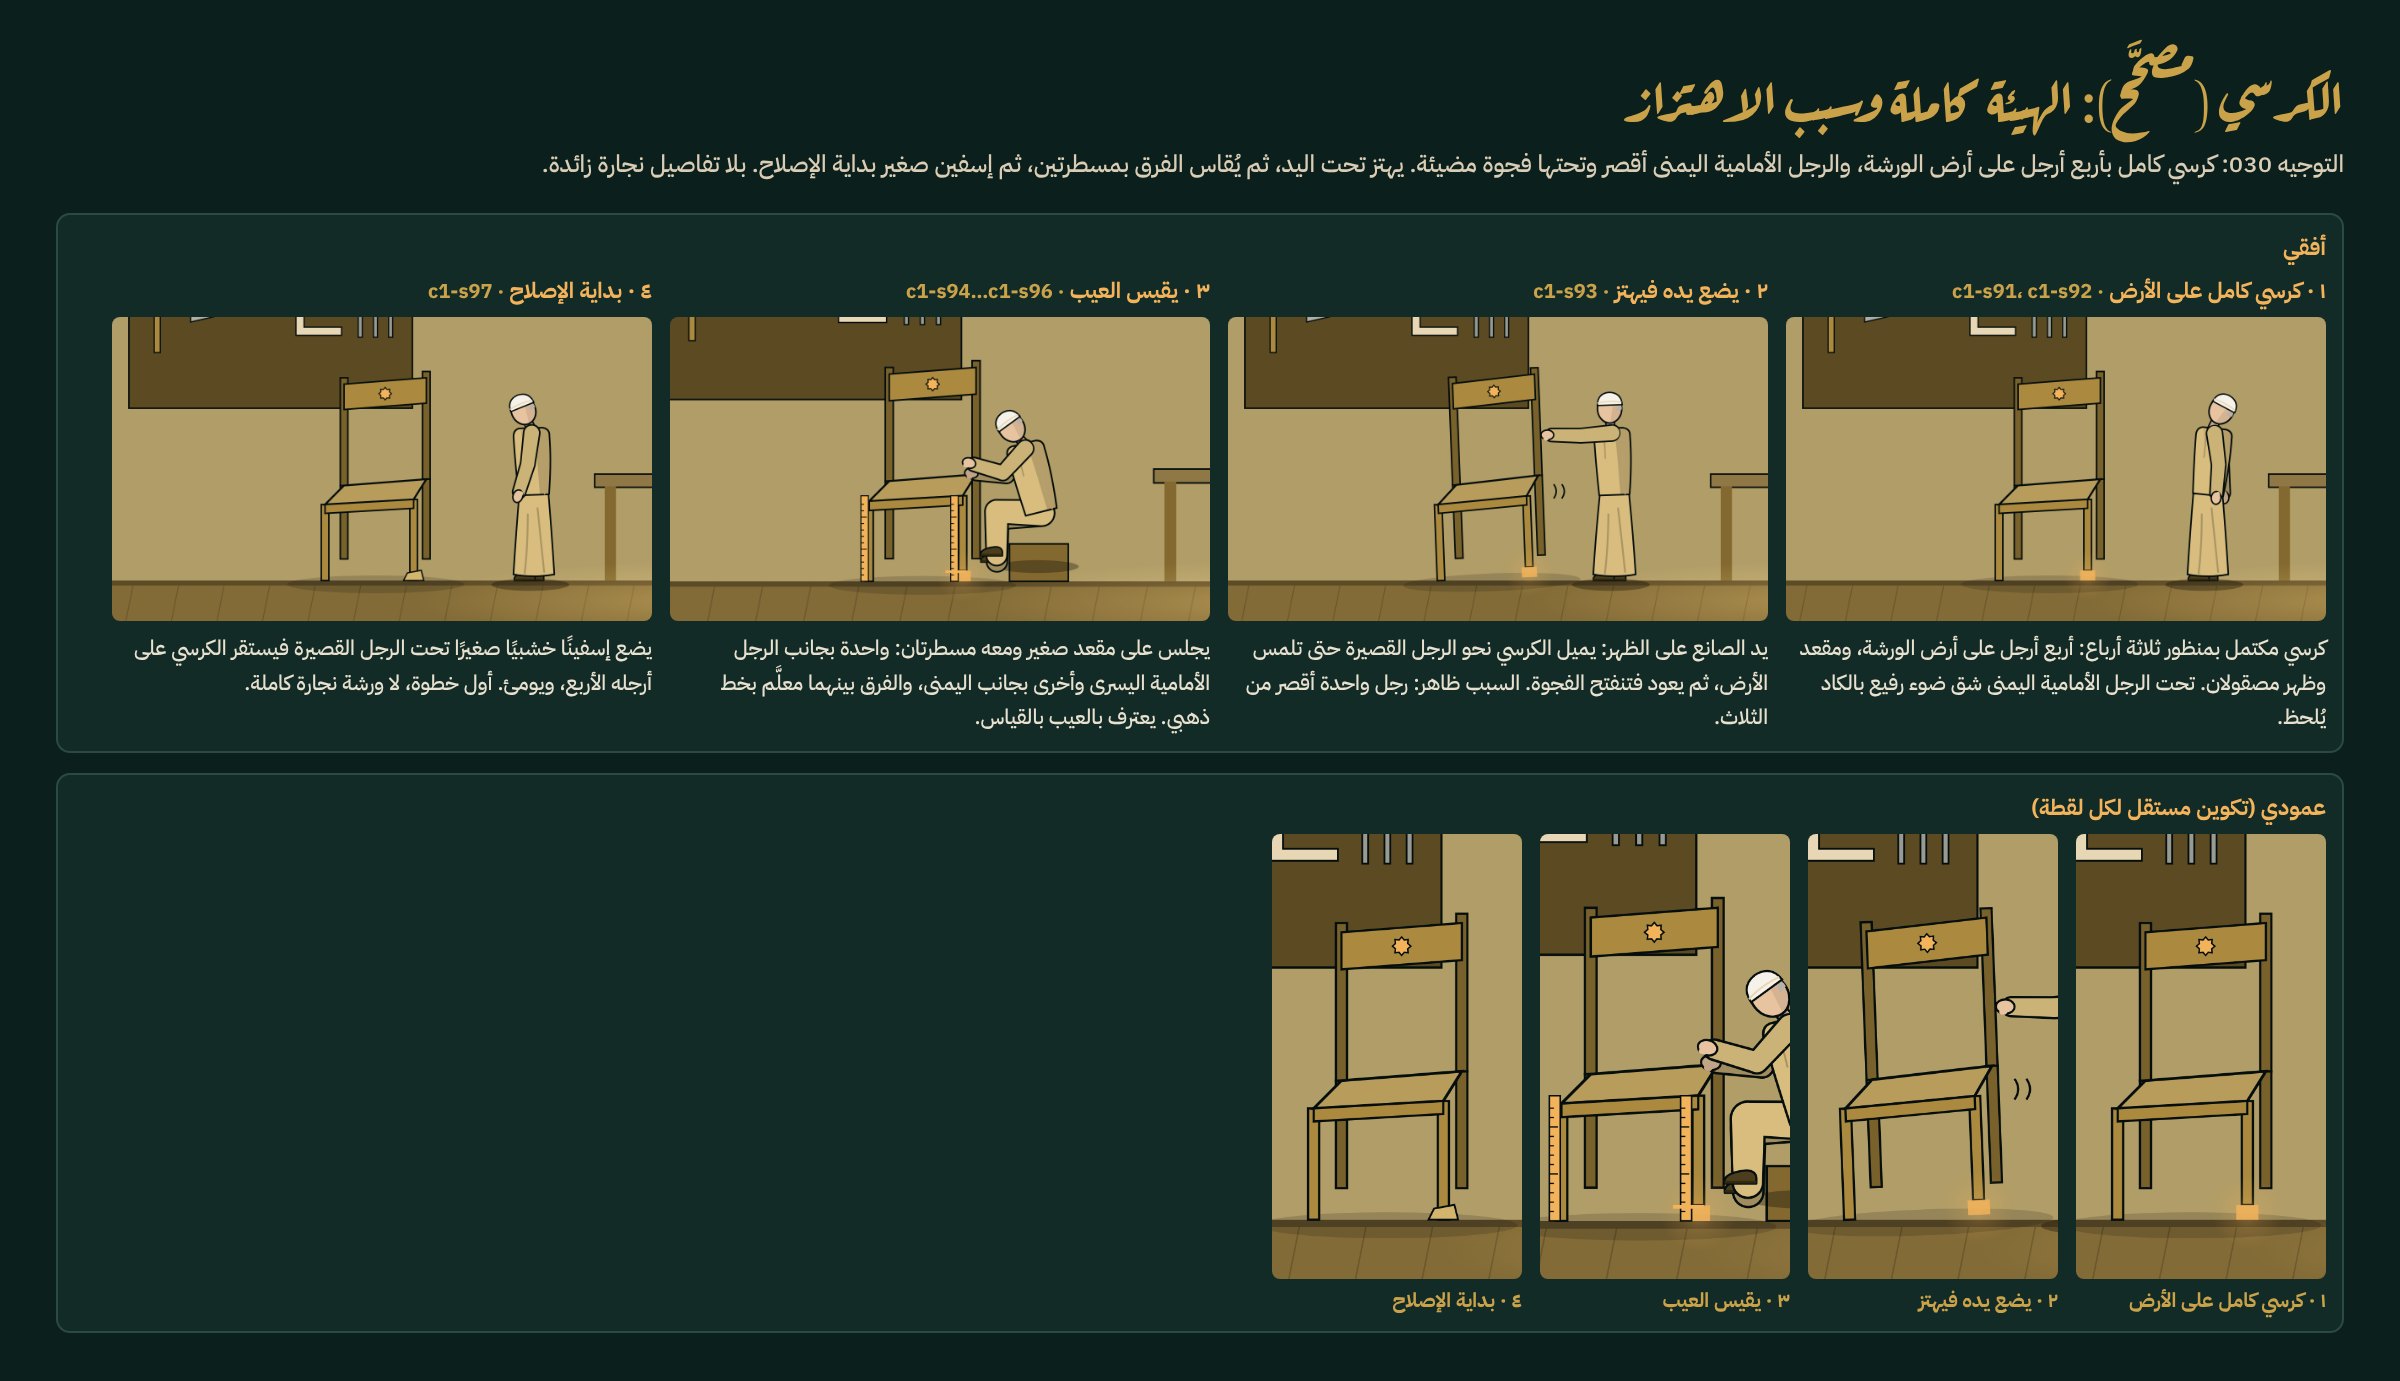 الكرسي (مصحَّح): الهيئة كاملة وسبب الاهتزاز
التوجيه 030: كرسي كامل بأربع أرجل على أرض الورشة، والرجل الأمامية اليمنى أقصر وتحتها فجوة مضيئة. يهتز تحت اليد، ثم يُقاس الفرق بمسطرتين، ثم إسفين صغير بداية الإصلاح. بلا تفاصيل نجارة زائدة.
أفقي
١ · كرسي كامل على الأرض · c1-s91، c1-s92
كرسي مكتمل بمنظور ثلاثة أرباع: أربع أرجل على أرض الورشة، ومقعد
وظهر مصقولان. تحت الرجل الأمامية اليمنى شق ضوء رفيع بالكاد
يُلحظ.
٢ · يضع يده فيهتز · c1-s93
يد الصانع على الظهر: يميل الكرسي نحو الرجل القصيرة حتى تلمس
الأرض، ثم يعود فتنفتح الفجوة. السبب ظاهر: رجل واحدة أقصر من
الثلاث.
٣ · يقيس العيب · c1-s94…c1-s96
يجلس على مقعد صغير ومعه مسطرتان: واحدة بجانب الرجل
الأمامية اليسرى وأخرى بجانب اليمنى، والفرق بينهما معلَّم بخط
ذهبي. يعترف بالعيب بالقياس.
٤ · بداية الإصلاح · c1-s97
يضع إسفينًا خشبيًا صغيرًا تحت الرجل القصيرة فيستقر الكرسي على
أرجله الأربع، ويومئ. أول خطوة، لا ورشة نجارة كاملة.
عمودي (تكوين مستقل لكل لقطة)
١ · كرسي كامل على الأرض
٢ · يضع يده فيهتز
٣ · يقيس العيب
٤ · بداية الإصلاح